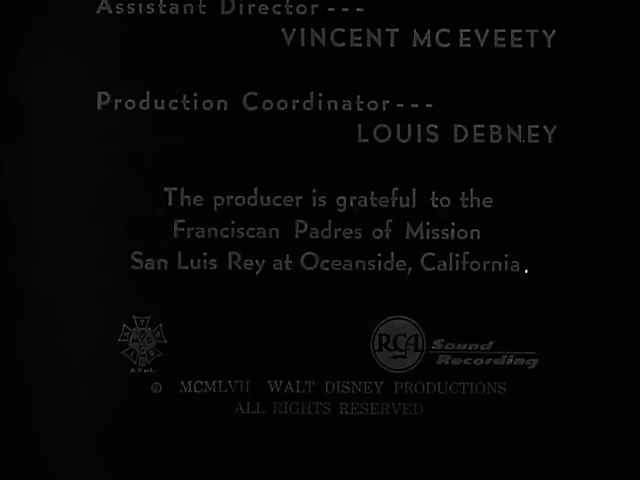 Assistant Director---
VINCENT MCEVEETY
Production Coordinator---
LOUIS DEBNEY
The producer is grateful to the
Franciscan Padres of Mission
San Luis Rey at Oceanside, California.
RCA Sound
Recording
© MCMLVII WALT DISNEY PRODUCTIONS
ALL RIGHTS RESERVED